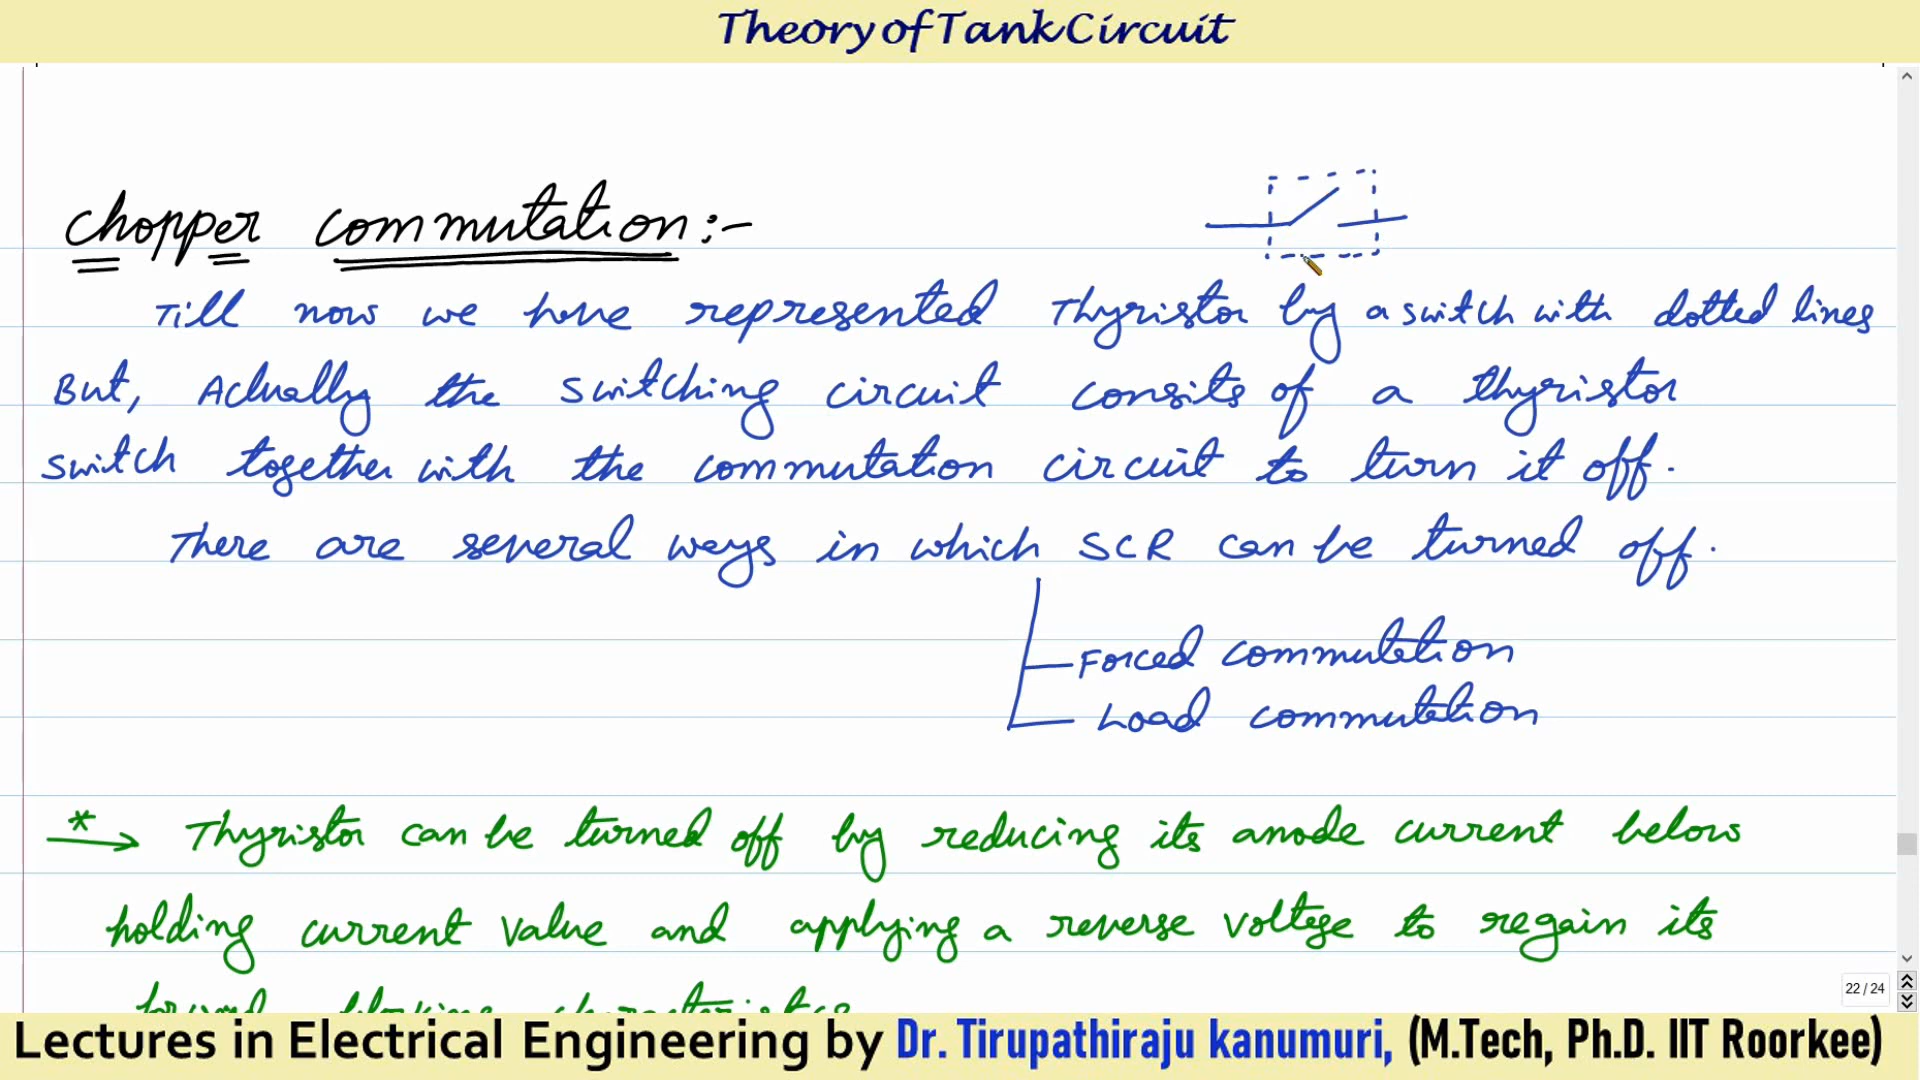 Theory of Tank Circuit
Chopper commutation :-
Till now we have represented Thyristor by a switch with dotted lines
But, Actually the switching circuit consits of a thyristor
switch together with the commutation circuit to turn it off.
There are several ways in which SCR can be turned off.
Forced commutation
Load commutation
* → Thyristor can be turned off by reducing its anode current below
holding current value and applying a reverse voltage to regain its
forward blocking characteristics
22 / 24
Lectures in Electrical Engineering by Dr. Tirupathiraju kanumuri, (M.Tech, Ph.D. IIT Roorkee)